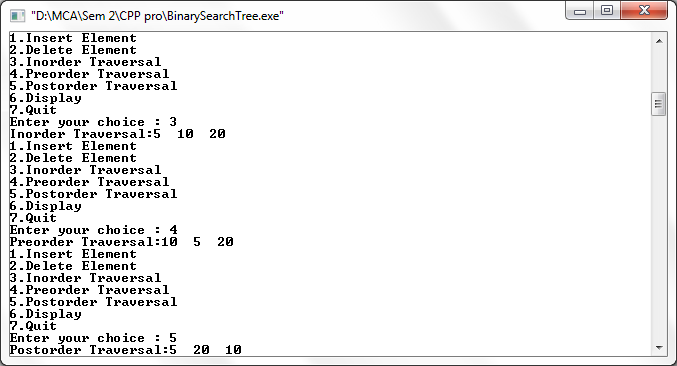 "D:\MCA\Sem 2\CPP pro\BinarySearchTree.exe"
1.Insert Element
2.Delete Element
3.Inorder Traversal
4.Preorder Traversal
5.Postorder Traversal
6.Display
7.Quit
Enter your choice : 3
Inorder Traversal:5  10  20
1.Insert Element
2.Delete Element
3.Inorder Traversal
4.Preorder Traversal
5.Postorder Traversal
6.Display
7.Quit
Enter your choice : 4
Preorder Traversal:10  5  20
1.Insert Element
2.Delete Element
3.Inorder Traversal
4.Preorder Traversal
5.Postorder Traversal
6.Display
7.Quit
Enter your choice : 5
Postorder Traversal:5  20  10